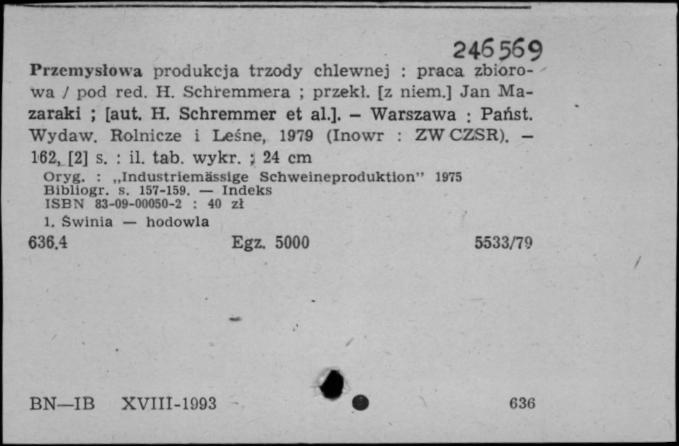 246569
Przemysłowa produkcja trzody chlewnej : praca zbioro-
wa / pod red. H. Schremmera ; przekł. [z niem.] Jan Ma-
zaraki ; [aut. H. Schremmer et al.]. — Warszawa : Państ.
Wydaw. Rolnicze i Leśne, 1979 (Inowr : ZW CZSR). —
162, [2] s. : il. tab. wykr. ; 24 cm
Oryg. : „Industriemässige Schweineproduktion” 1975
Bibliogr. s. 157-159. — Indeks
ISBN 83-09-00050-2 : 40 zł
1. Świnia — hodowla
636.4 Egz. 5000 5533/79
BN—IB XVIII-1993 636